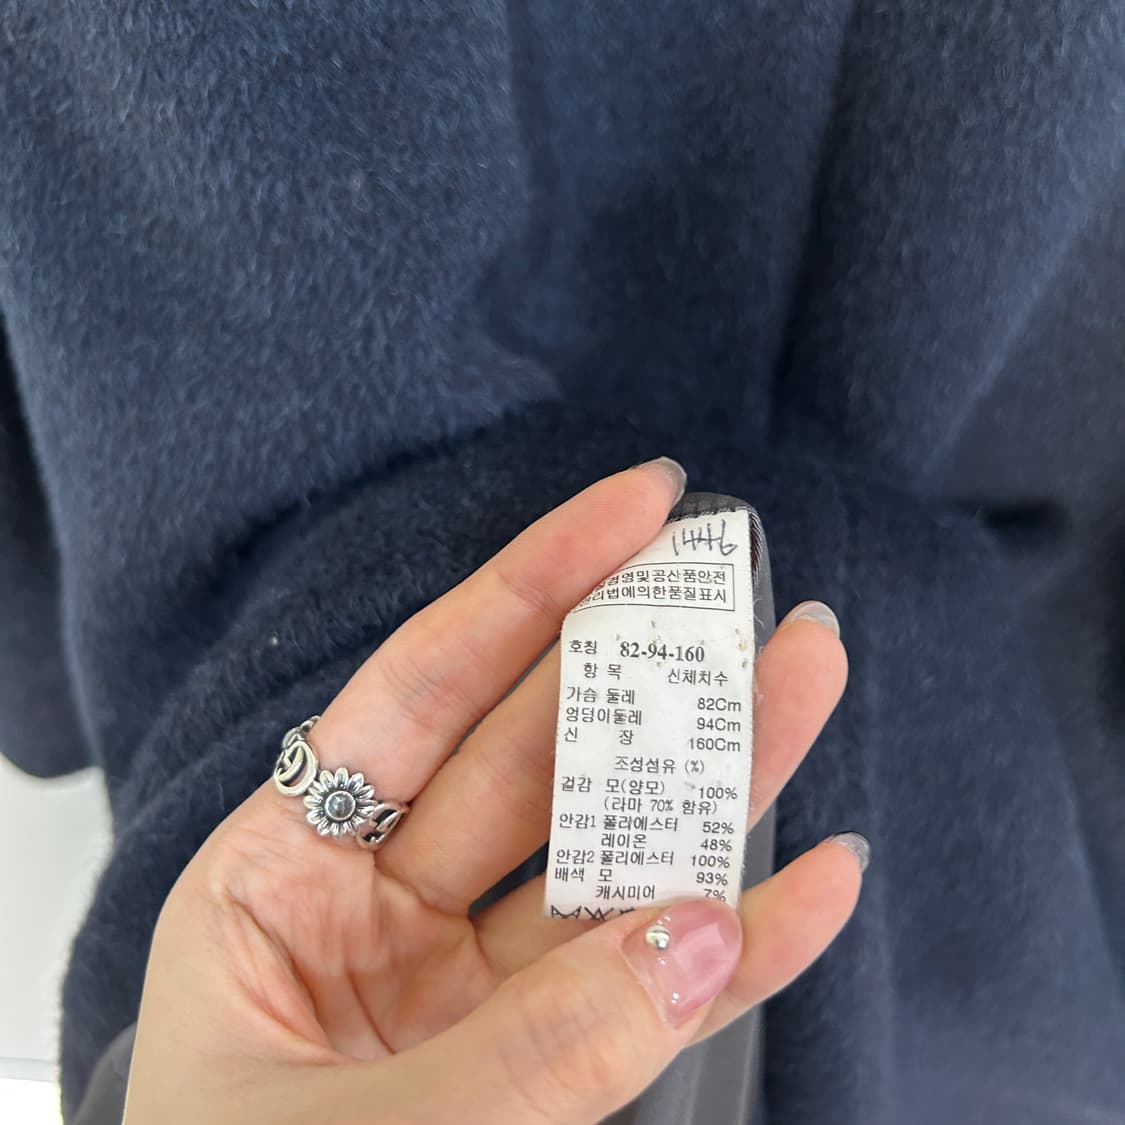 1446
경영및공산품안전
관리법에의한품질표시
호칭 82-94-160
항 목 신체치수
가슴 둘레 82Cm
엉덩이둘레 94Cm
신 장 160Cm
조성섬유 (%)
겉감 모(양모) 100%
(라마 70% 함유)
안감1 폴리에스터 52%
레이온 48%
안감2 폴리에스터 100%
배색 모 93%
캐시미어 7%